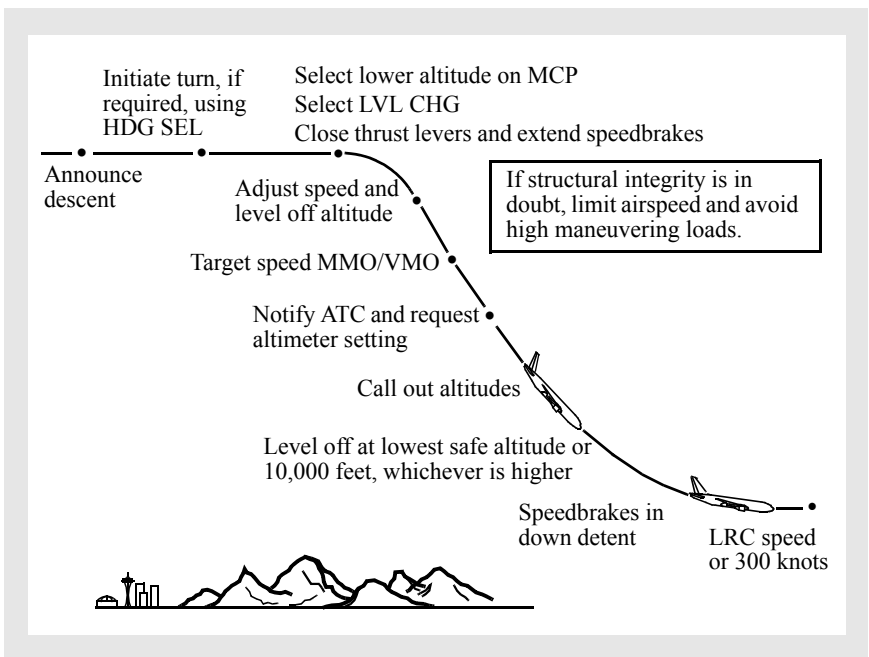 Initiate turn, if
required, using
HDG SEL
Select lower altitude on MCP
Select LVL CHG
Close thrust levers and extend speedbrakes
Announce
descent
Adjust speed and
level off altitude
If structural integrity is in
doubt, limit airspeed and avoid
high maneuvering loads.
Target speed MMO/VMO
Notify ATC and request
altimeter setting
Call out altitudes
Level off at lowest safe altitude or
10,000 feet, whichever is higher
Speedbrakes in
down detent
LRC speed
or 300 knots